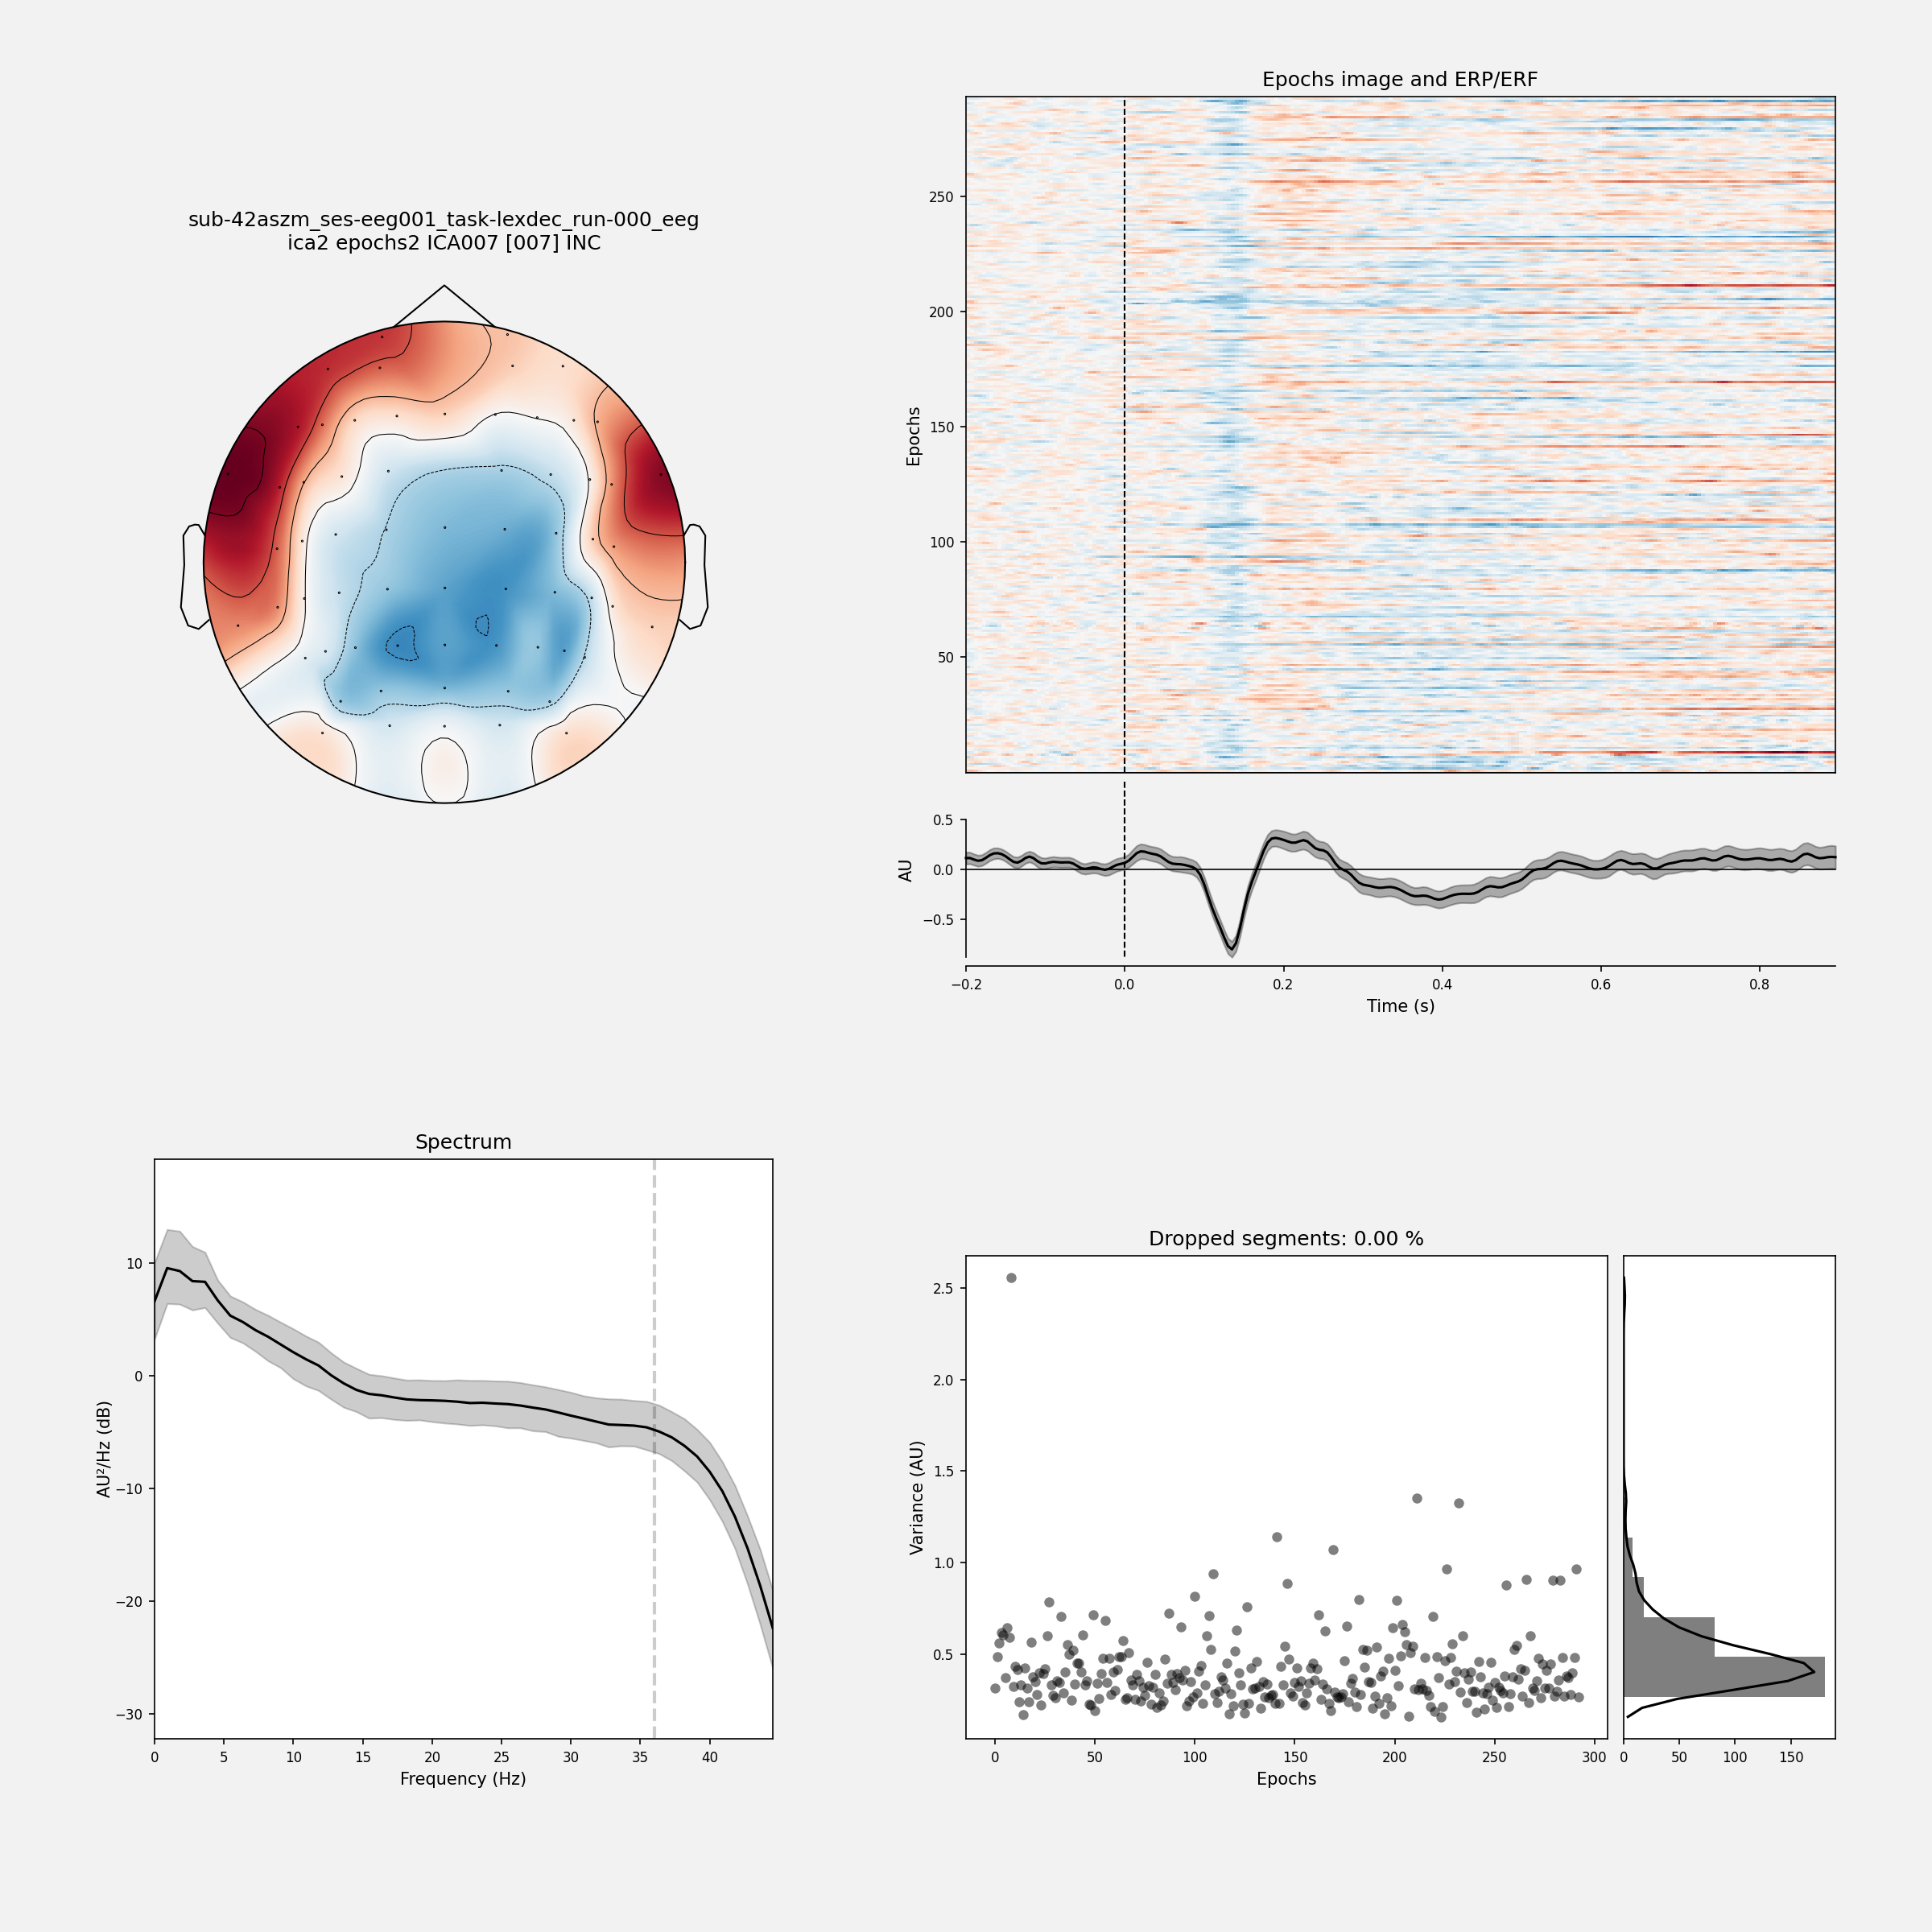 sub-42aszm_ses-eeg001_task-lexdec_run-000_eeg
ica2 epochs2 ICA007 [007] INC
Epochs image and ERP/ERF
Epochs
250
200
150
100
50
AU
0.5
0.0
−0.5
−0.2 0.0 0.2 0.4 0.6 0.8
Time (s)
Spectrum
AU²/Hz (dB)
10
0
−10
−20
−30
0 5 10 15 20 25 30 35 40
Frequency (Hz)
Dropped segments: 0.00 %
Variance (AU)
2.5
2.0
1.5
1.0
0.5
0 50 100 150 200 250 300
Epochs
0 50 100 150